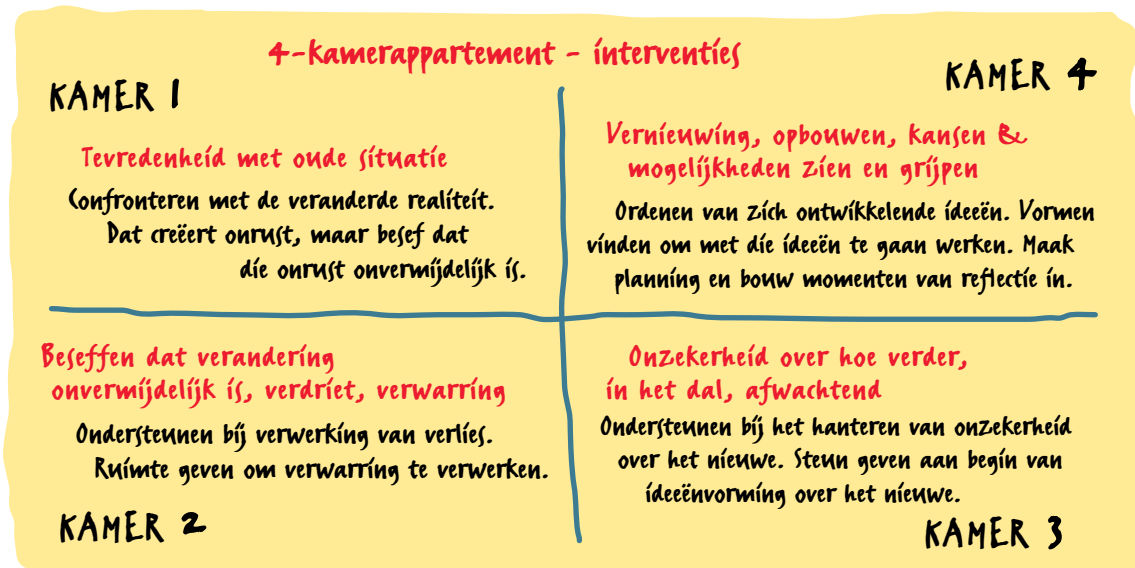 4-kamerappartement - interventies
KAMER 1
Tevredenheid met oude situatie
Confronteren met de veranderde realiteit.
Dat creëert onrust, maar besef dat
die onrust onvermijdelijk is.
KAMER 4
Vernieuwing, opbouwen, kansen &
mogelijkheden zien en grijpen
Ordenen van zich ontwikkelende ideeën. Vormen
vinden om met die ideeën te gaan werken. Maak
planning en bouw momenten van reflectie in.
Beseffen dat verandering
onvermijdelijk is, verdriet, verwarring
Ondersteunen bij verwerking van verlies.
Ruimte geven om verwarring te verwerken.
KAMER 2
Onzekerheid over hoe verder,
in het dal, afwachtend
Ondersteunen bij het hanteren van onzekerheid
over het nieuwe. Steun geven aan begin van
ideeënvorming over het nieuwe.
KAMER 3